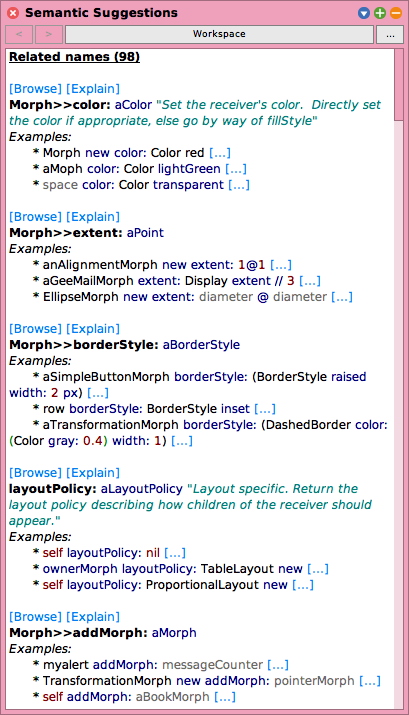 Semantic Suggestions
< > Workspace ...
Related names (98)
[Browse] [Explain]
Morph>>color: aColor "Set the receiver's color.  Directly set
the color if appropriate, else go by way of fillStyle"
Examples:
* Morph new color: Color red [...]
* aMoph color: Color lightGreen [...]
* space color: Color transparent [...]
[Browse] [Explain]
Morph>>extent: aPoint
Examples:
* anAlignmentMorph new extent: 1@1 [...]
* aGeeMailMorph extent: Display extent // 3 [...]
* EllipseMorph new extent: diameter @ diameter [...]
[Browse] [Explain]
Morph>>borderStyle: aBorderStyle
Examples:
* aSimpleButtonMorph borderStyle: (BorderStyle raised
width: 2 px) [...]
* row borderStyle: BorderStyle inset [...]
* aTransformationMorph borderStyle: (DashedBorder color:
(Color gray: 0.4) width: 1) [...]
[Browse] [Explain]
layoutPolicy: aLayoutPolicy "Layout specific. Return the
layout policy describing how children of the receiver should
appear."
Examples:
* self layoutPolicy: nil [...]
* ownerMorph layoutPolicy: TableLayout new [...]
* self layoutPolicy: ProportionalLayout new [...]
[Browse] [Explain]
Morph>>addMorph: aMorph
Examples:
* myalert addMorph: messageCounter [...]
* TransformationMorph new addMorph: pointerMorph [...]
* self addMorph: aBookMorph [...]